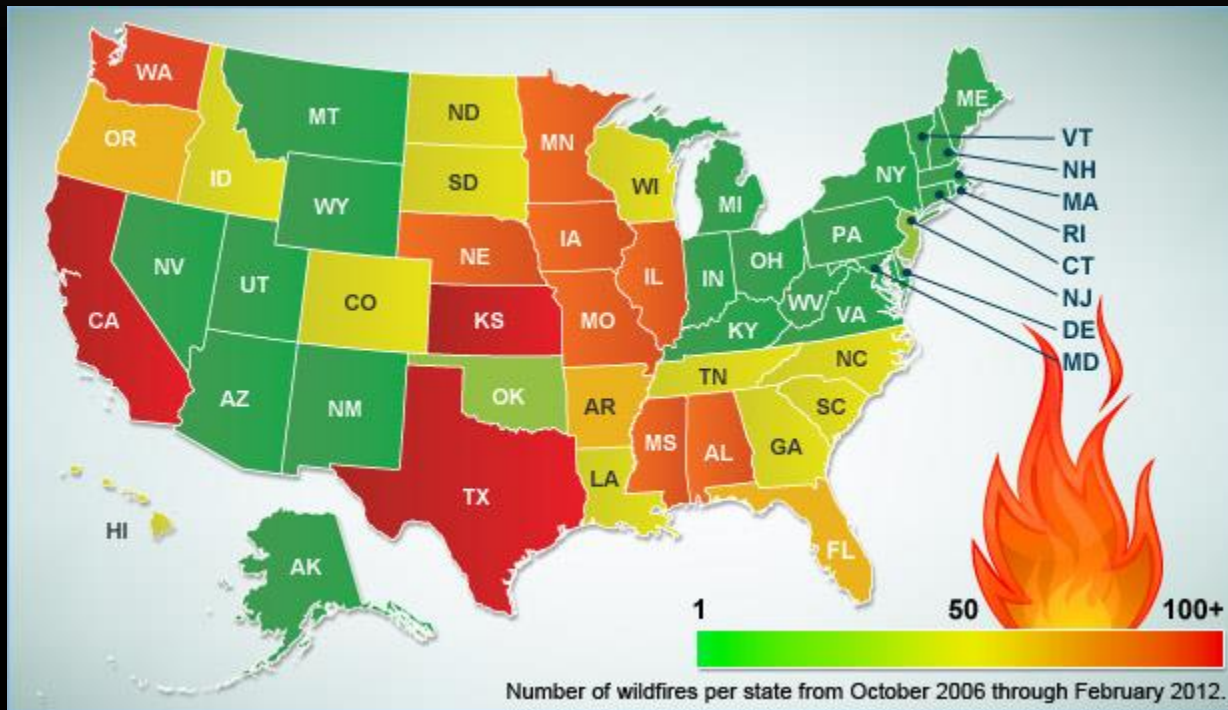 WA
OR
ID
MT
ND
MN
SD
WY
WI
MI
NE
IA
IL
IN
OH
PA
NY
ME
VT
NH
MA
RI
CT
NJ
DE
MD
CA
NV
UT
CO
KS
MO
KY
WV
VA
AZ
NM
OK
AR
TN
NC
SC
TX
LA
MS
AL
GA
FL
HI
AK
1 50 100+
Number of wildfires per state from October 2006 through February 2012.